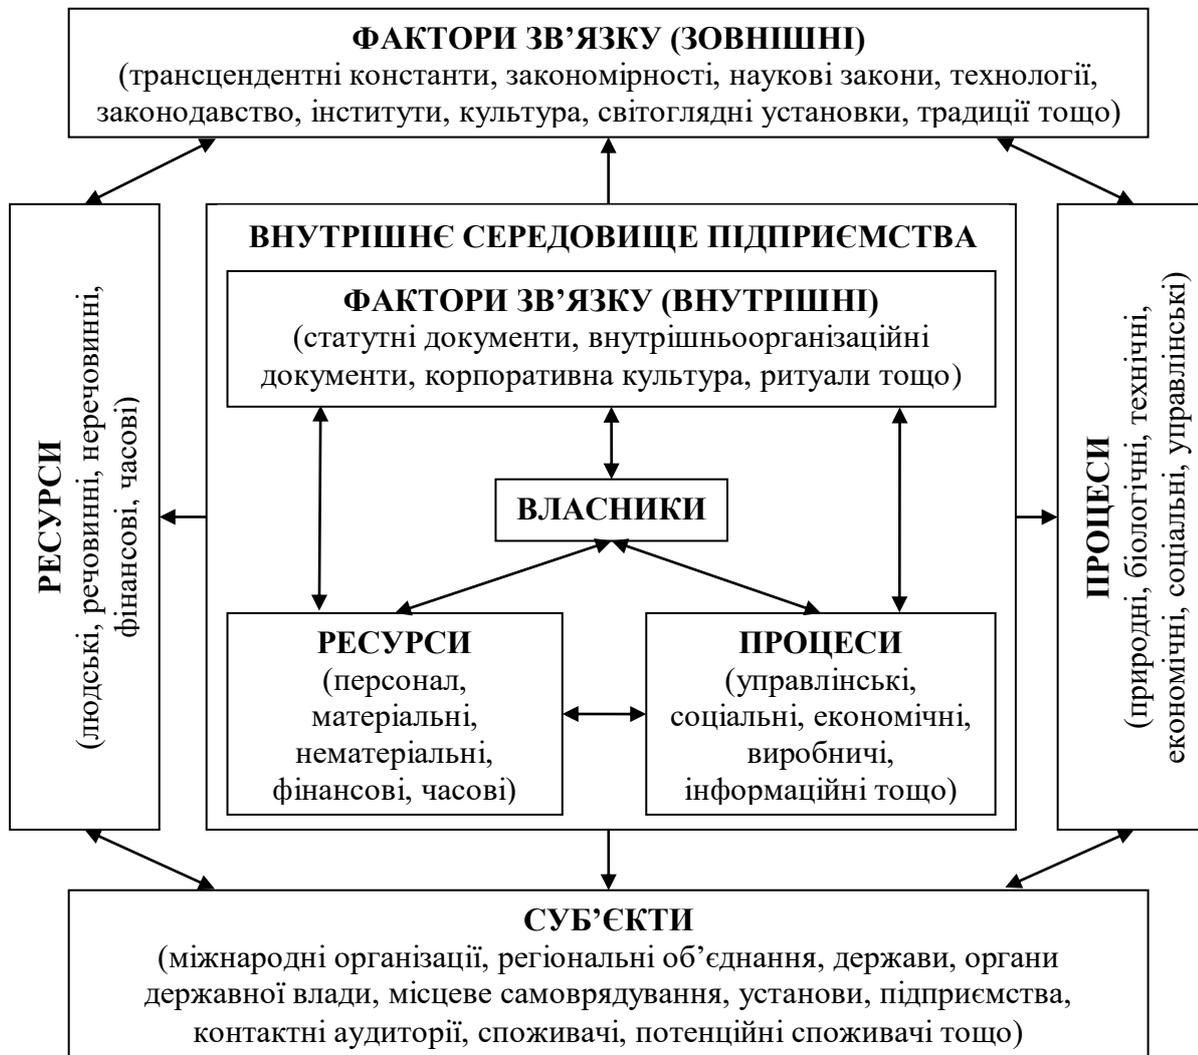 ФАКТОРИ ЗВ’ЯЗКУ (ЗОВНІШНІ)
(трансцендентні константи, закономірності, наукові закони, технології,
законодавство, інститути, культура, світоглядні установки, традиції тощо)
РЕСУРСИ
(людські, речовинні, неречовинні,
фінансові, часові)
ВНУТРІШНЄ СЕРЕДОВИЩЕ ПІДПРИЄМСТВА
ФАКТОРИ ЗВ’ЯЗКУ (ВНУТРІШНІ)
(статутні документи, внутрішньоорганізаційні
документи, корпоративна культура, ритуали тощо)
ВЛАСНИКИ
РЕСУРСИ
(персонал,
матеріальні,
нематеріальні,
фінансові, часові)
ПРОЦЕСИ
(управлінські,
соціальні, економічні,
виробничі,
інформаційні тощо)
ПРОЦЕСИ
(природні, біологічні, технічні,
економічні, соціальні, управлінські)
СУБ’ЄКТИ
(міжнародні організації, регіональні об’єднання, держави, органи
державної влади, місцеве самоврядування, установи, підприємства,
контактні аудиторії, споживачі, потенційні споживачі тощо)